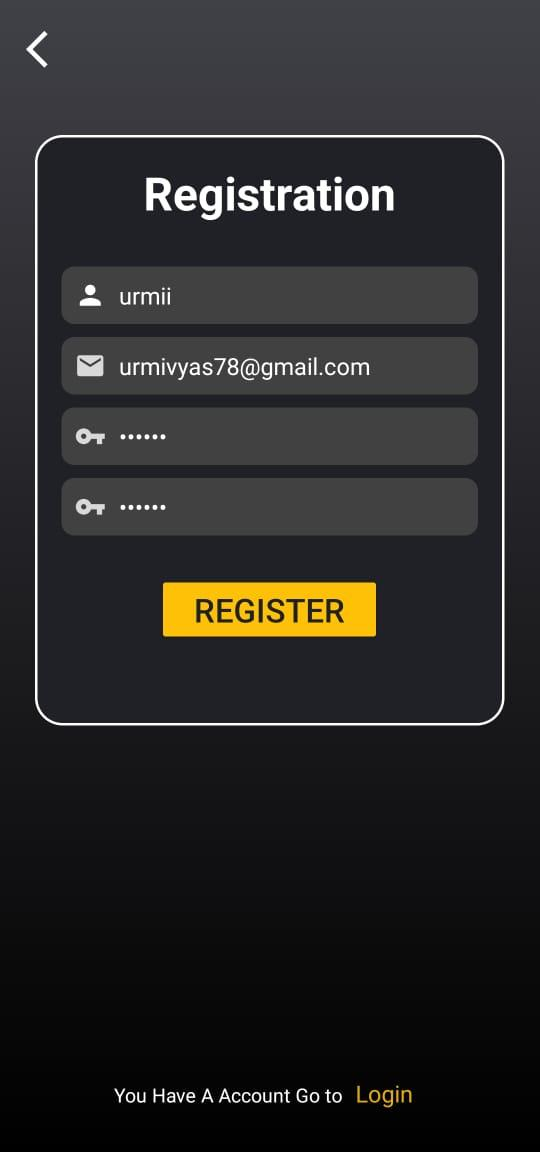 Registration
urmii
urmivyas78@gmail.com
••••••
••••••
REGISTER
You Have A Account Go to Login